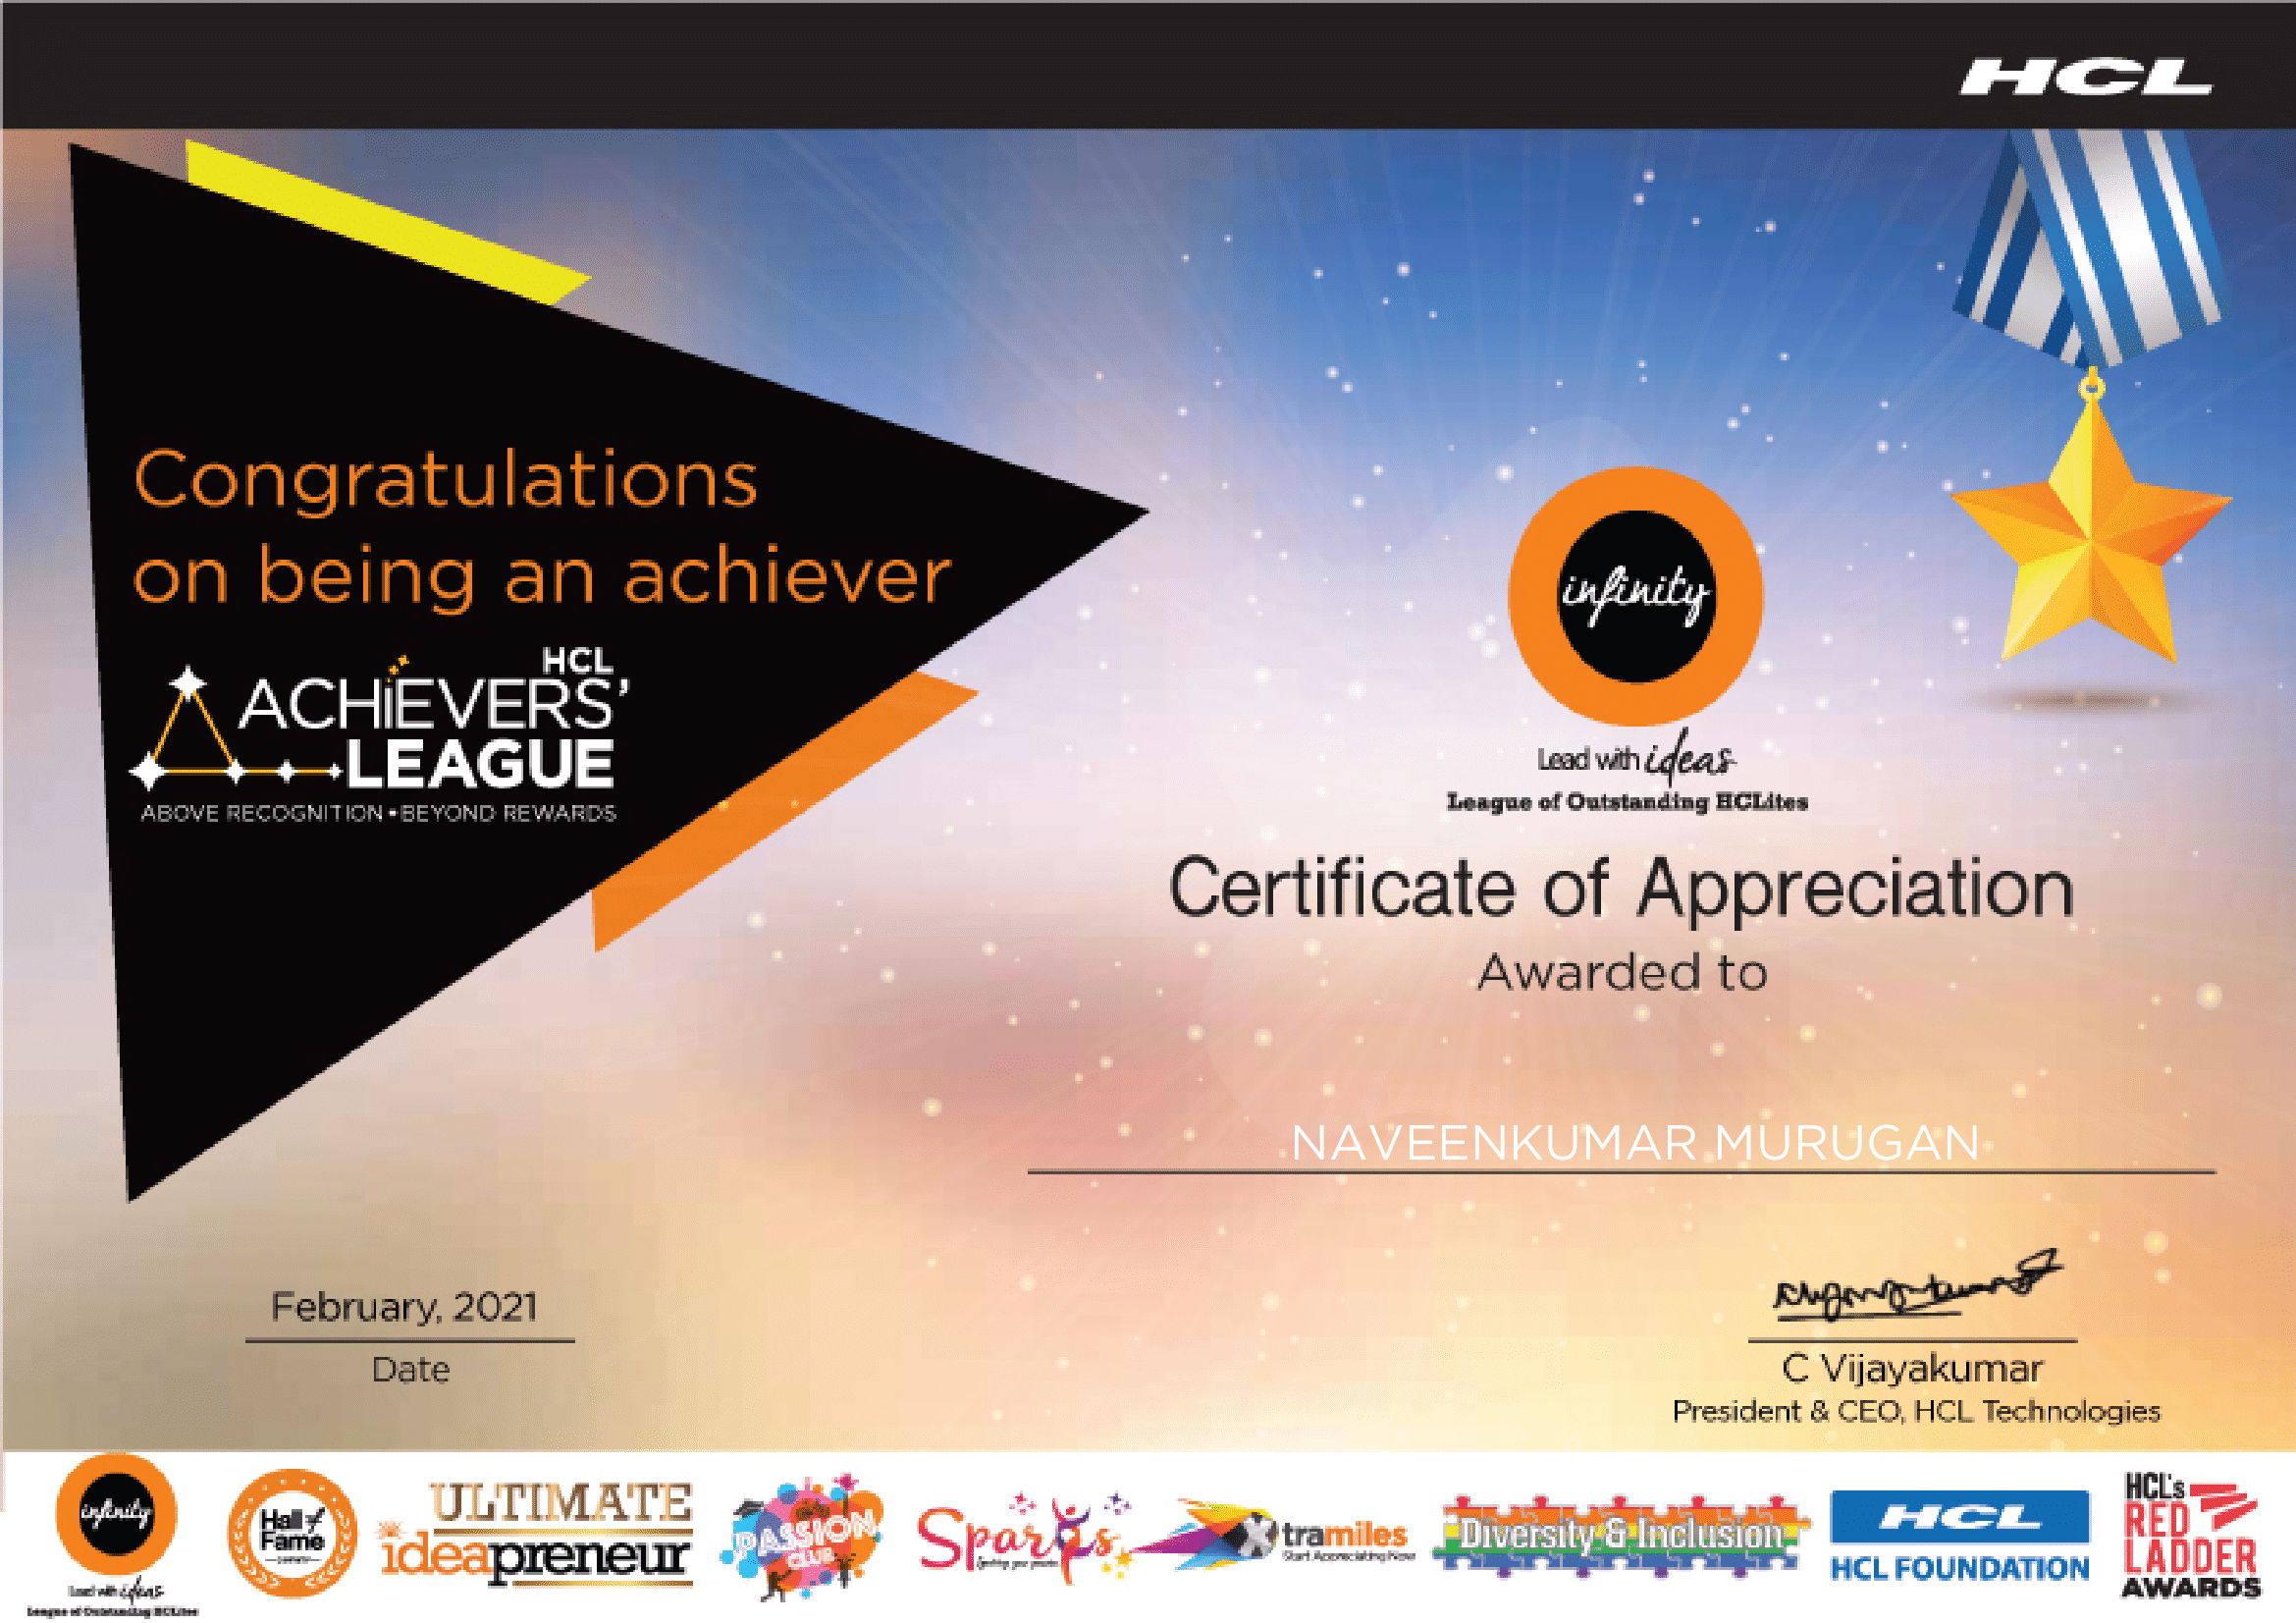 HCL
Congratulations
on being an achiever
HCL
ACHiEVERS'
LEAGUE
ABOVE RECOGNITION • BEYOND REWARDS
infinity
Lead with ideas
League of Outstanding HCLites
Certificate of Appreciation
Awarded to
NAVEENKUMAR MURUGAN
February, 2021
Date
C Vijayakumar
President & CEO, HCL Technologies
infinity
Lead with ideas
League of Outstanding HCLites
Hall of
Fame
ULTIMATE
ideapreneur
PASSION
CLUB
Sparks
Xtramiles
Start Appreciating Now
Diversity & Inclusion
HCL
HCL FOUNDATION
HCL's
RED
LADDER
AWARDS